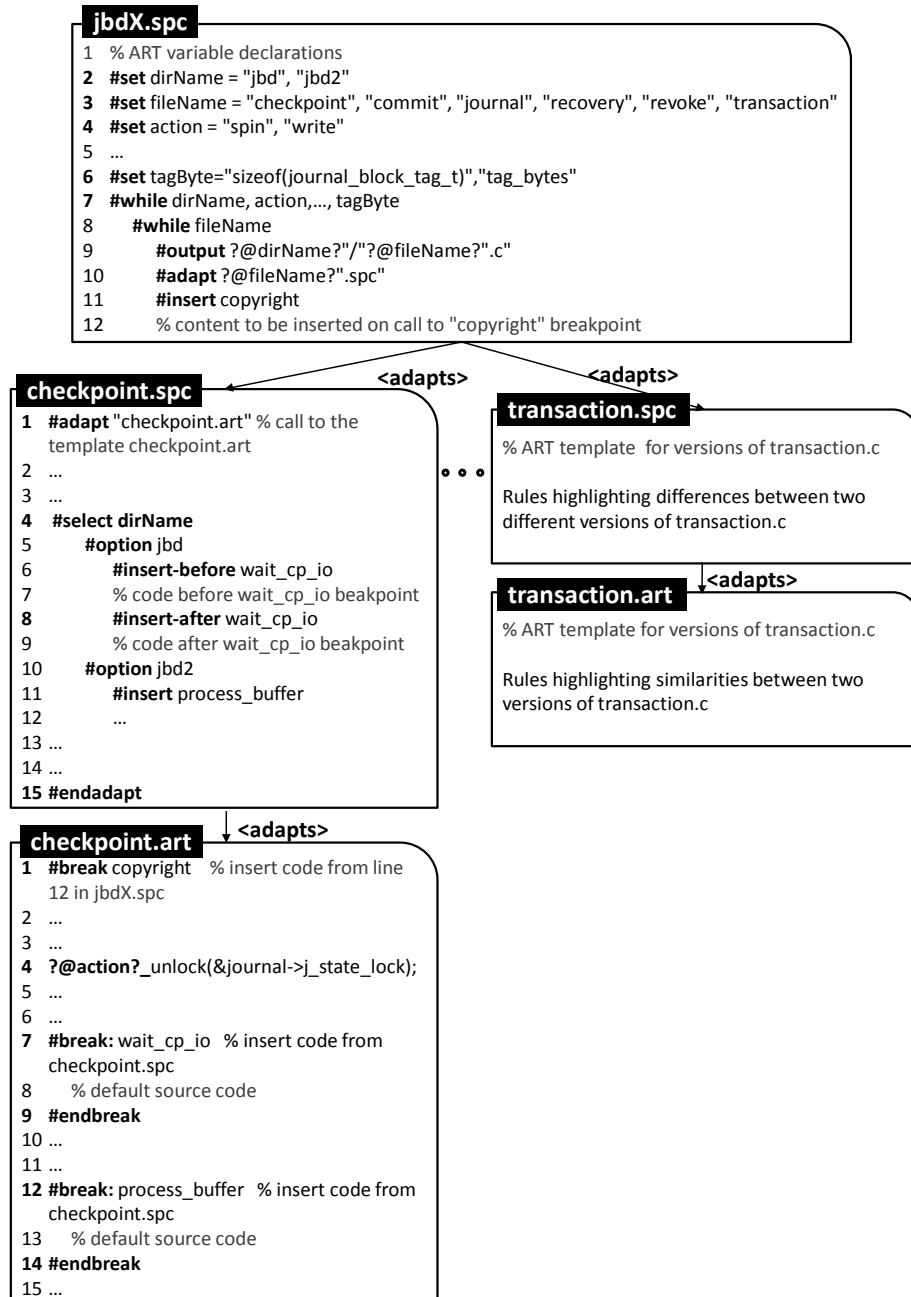 jbdX.spc
1 % ART variable declarations
2 #set dirName = "jbd", "jbd2"
3 #set fileName = "checkpoint", "commit", "journal", "recovery", "revoke", "transaction"
4 #set action = "spin", "write"
5 ...
6 #set tagByte="sizeof(journal_block_tag_t)","tag_bytes"
7 #while dirName, action,..., tagByte
8 #while fileName
9 #output ?@dirName?"/"?@fileName?".c"
10 #adapt ?@fileName?".spc"
11 #insert copyright
12 % content to be inserted on call to "copyright" breakpoint
<adapts>
<adapts>
checkpoint.spc
1 #adapt "checkpoint.art" % call to the
template checkpoint.art
2 ...
3 ...
4 #select dirName
5 #option jbd
6 #insert-before wait_cp_io
7 % code before wait_cp_io beakpoint
8 #insert-after wait_cp_io
9 % code after wait_cp_io beakpoint
10 #option jbd2
11 #insert process_buffer
12 ...
13 ...
14 ...
15 #endadapt
transaction.spc
% ART template for versions of transaction.c
Rules highlighting differences between two
different versions of transaction.c
<adapts>
transaction.art
% ART template for versions of transaction.c
Rules highlighting similarities between two
versions of transaction.c
<adapts>
checkpoint.art
1 #break copyright % insert code from line
12 in jbdX.spc
2 ...
3 ...
4 ?@action?_unlock(&journal->j_state_lock);
5 ...
6 ...
7 #break: wait_cp_io % insert code from
checkpoint.spc
8 % default source code
9 #endbreak
10 ...
11 ...
12 #break: process_buffer % insert code from
checkpoint.spc
13 % default source code
14 #endbreak
15 ...